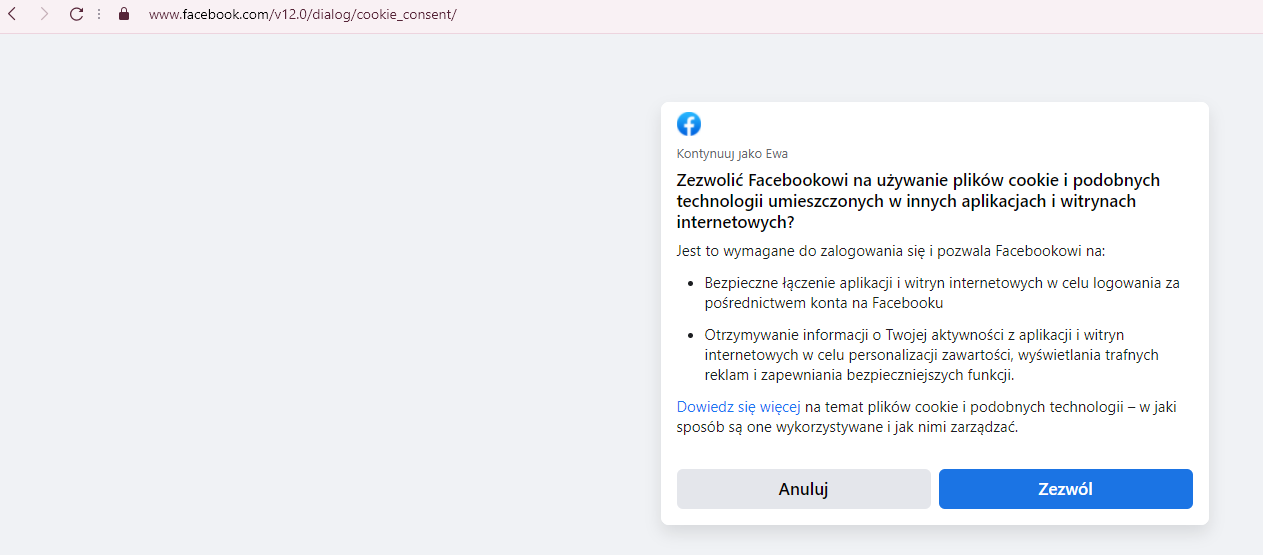 www.facebook.com/v12.0/dialog/cookie_consent/
Kontynuuj jako Ewa
Zezwolić Facebookowi na używanie plików cookie i podobnych
technologii umieszczonych w innych aplikacjach i witrynach
internetowych?
Jest to wymagane do zalogowania się i pozwala Facebookowi na:
• Bezpieczne łączenie aplikacji i witryn internetowych w celu logowania za
pośrednictwem konta na Facebooku
• Otrzymywanie informacji o Twojej aktywności z aplikacji i witryn
internetowych w celu personalizacji zawartości, wyświetlania trafnych
reklam i zapewniania bezpieczniejszych funkcji.
Dowiedz się więcej na temat plików cookie i podobnych technologii – w jaki
sposób są one wykorzystywane i jak nimi zarządzać.
Anuluj Zezwól